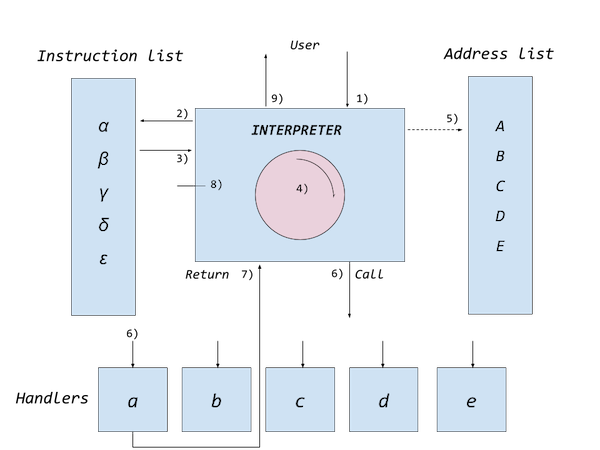 User
Instruction list
Address list
9)
1)
2)
5)
INTERPRETER
α
A
β
3)
B
8)
4)
γ
C
δ
D
ε
E
Return
7)
6)
Call
6)
Handlers
a
b
c
d
e